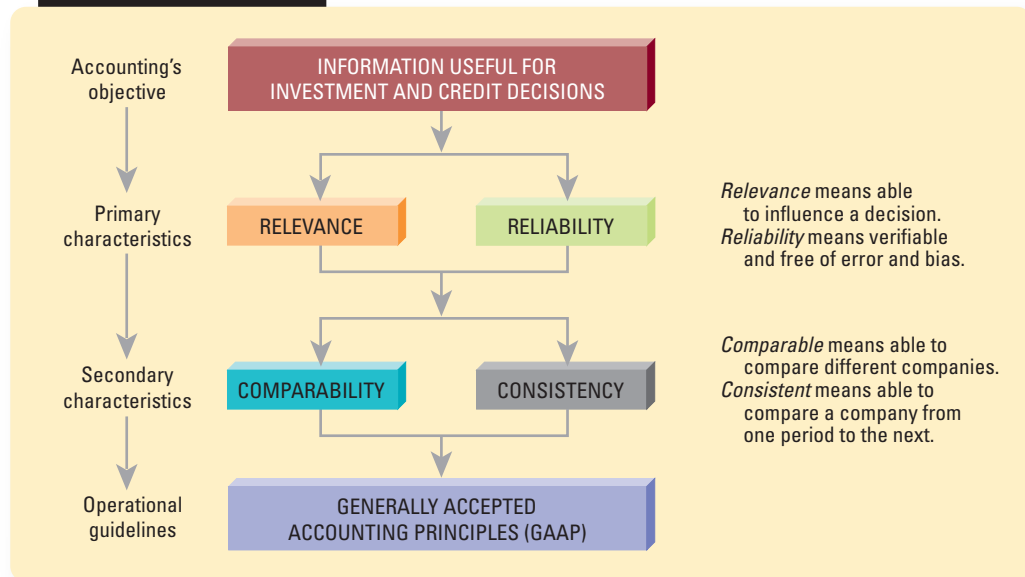 Accounting's
objective
INFORMATION USEFUL FOR
INVESTMENT AND CREDIT DECISIONS
Primary
characteristics
RELEVANCE
RELIABILITY
Relevance means able
to influence a decision.
Reliability means verifiable
and free of error and bias.
Secondary
characteristics
COMPARABILITY
CONSISTENCY
Comparable means able to
compare different companies.
Consistent means able to
compare a company from
one period to the next.
Operational
guidelines
GENERALLY ACCEPTED
ACCOUNTING PRINCIPLES (GAAP)